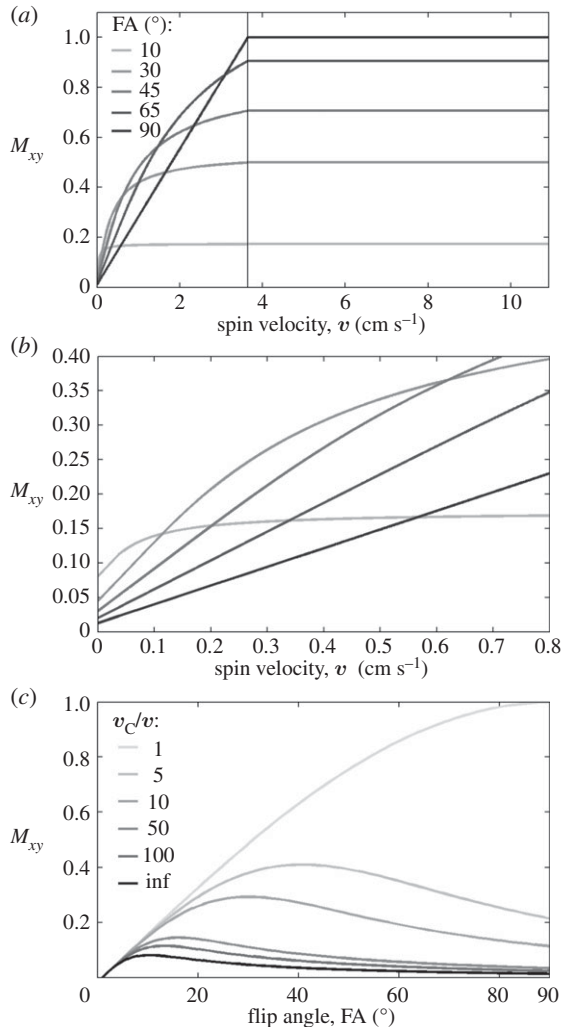 (a)
FA (°):
10
30
45
65
90
1.0
0.8
0.6
0.4
0.2
0
M_xy
0 2 4 6 8 10
spin velocity, v (cm s⁻¹)
(b)
0.40
0.35
0.30
0.25
0.20
0.15
0.10
0.05
0
M_xy
0 0.1 0.2 0.3 0.4 0.5 0.6 0.7 0.8
spin velocity, v (cm s⁻¹)
(c)
v_C/v:
1
5
10
50
100
inf
1.0
0.8
0.6
0.4
0.2
M_xy
20 40 60 80 90
flip angle, FA (°)